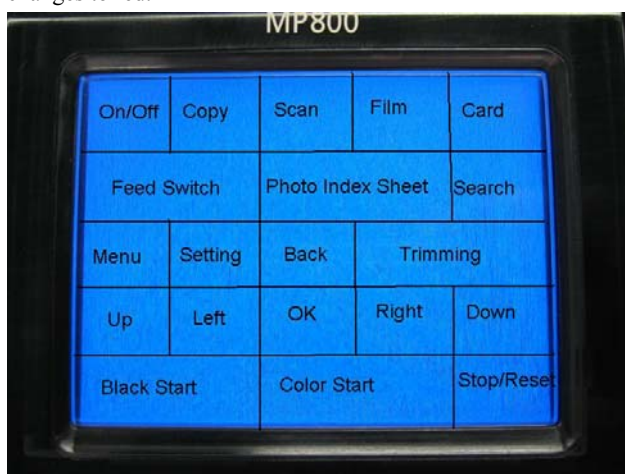 MP800
On/Off Copy Scan Film Card
Feed Switch Photo Index Sheet Search
Menu Setting Back Trimming
Up Left OK Right Down
Black Start Color Start Stop/Reset